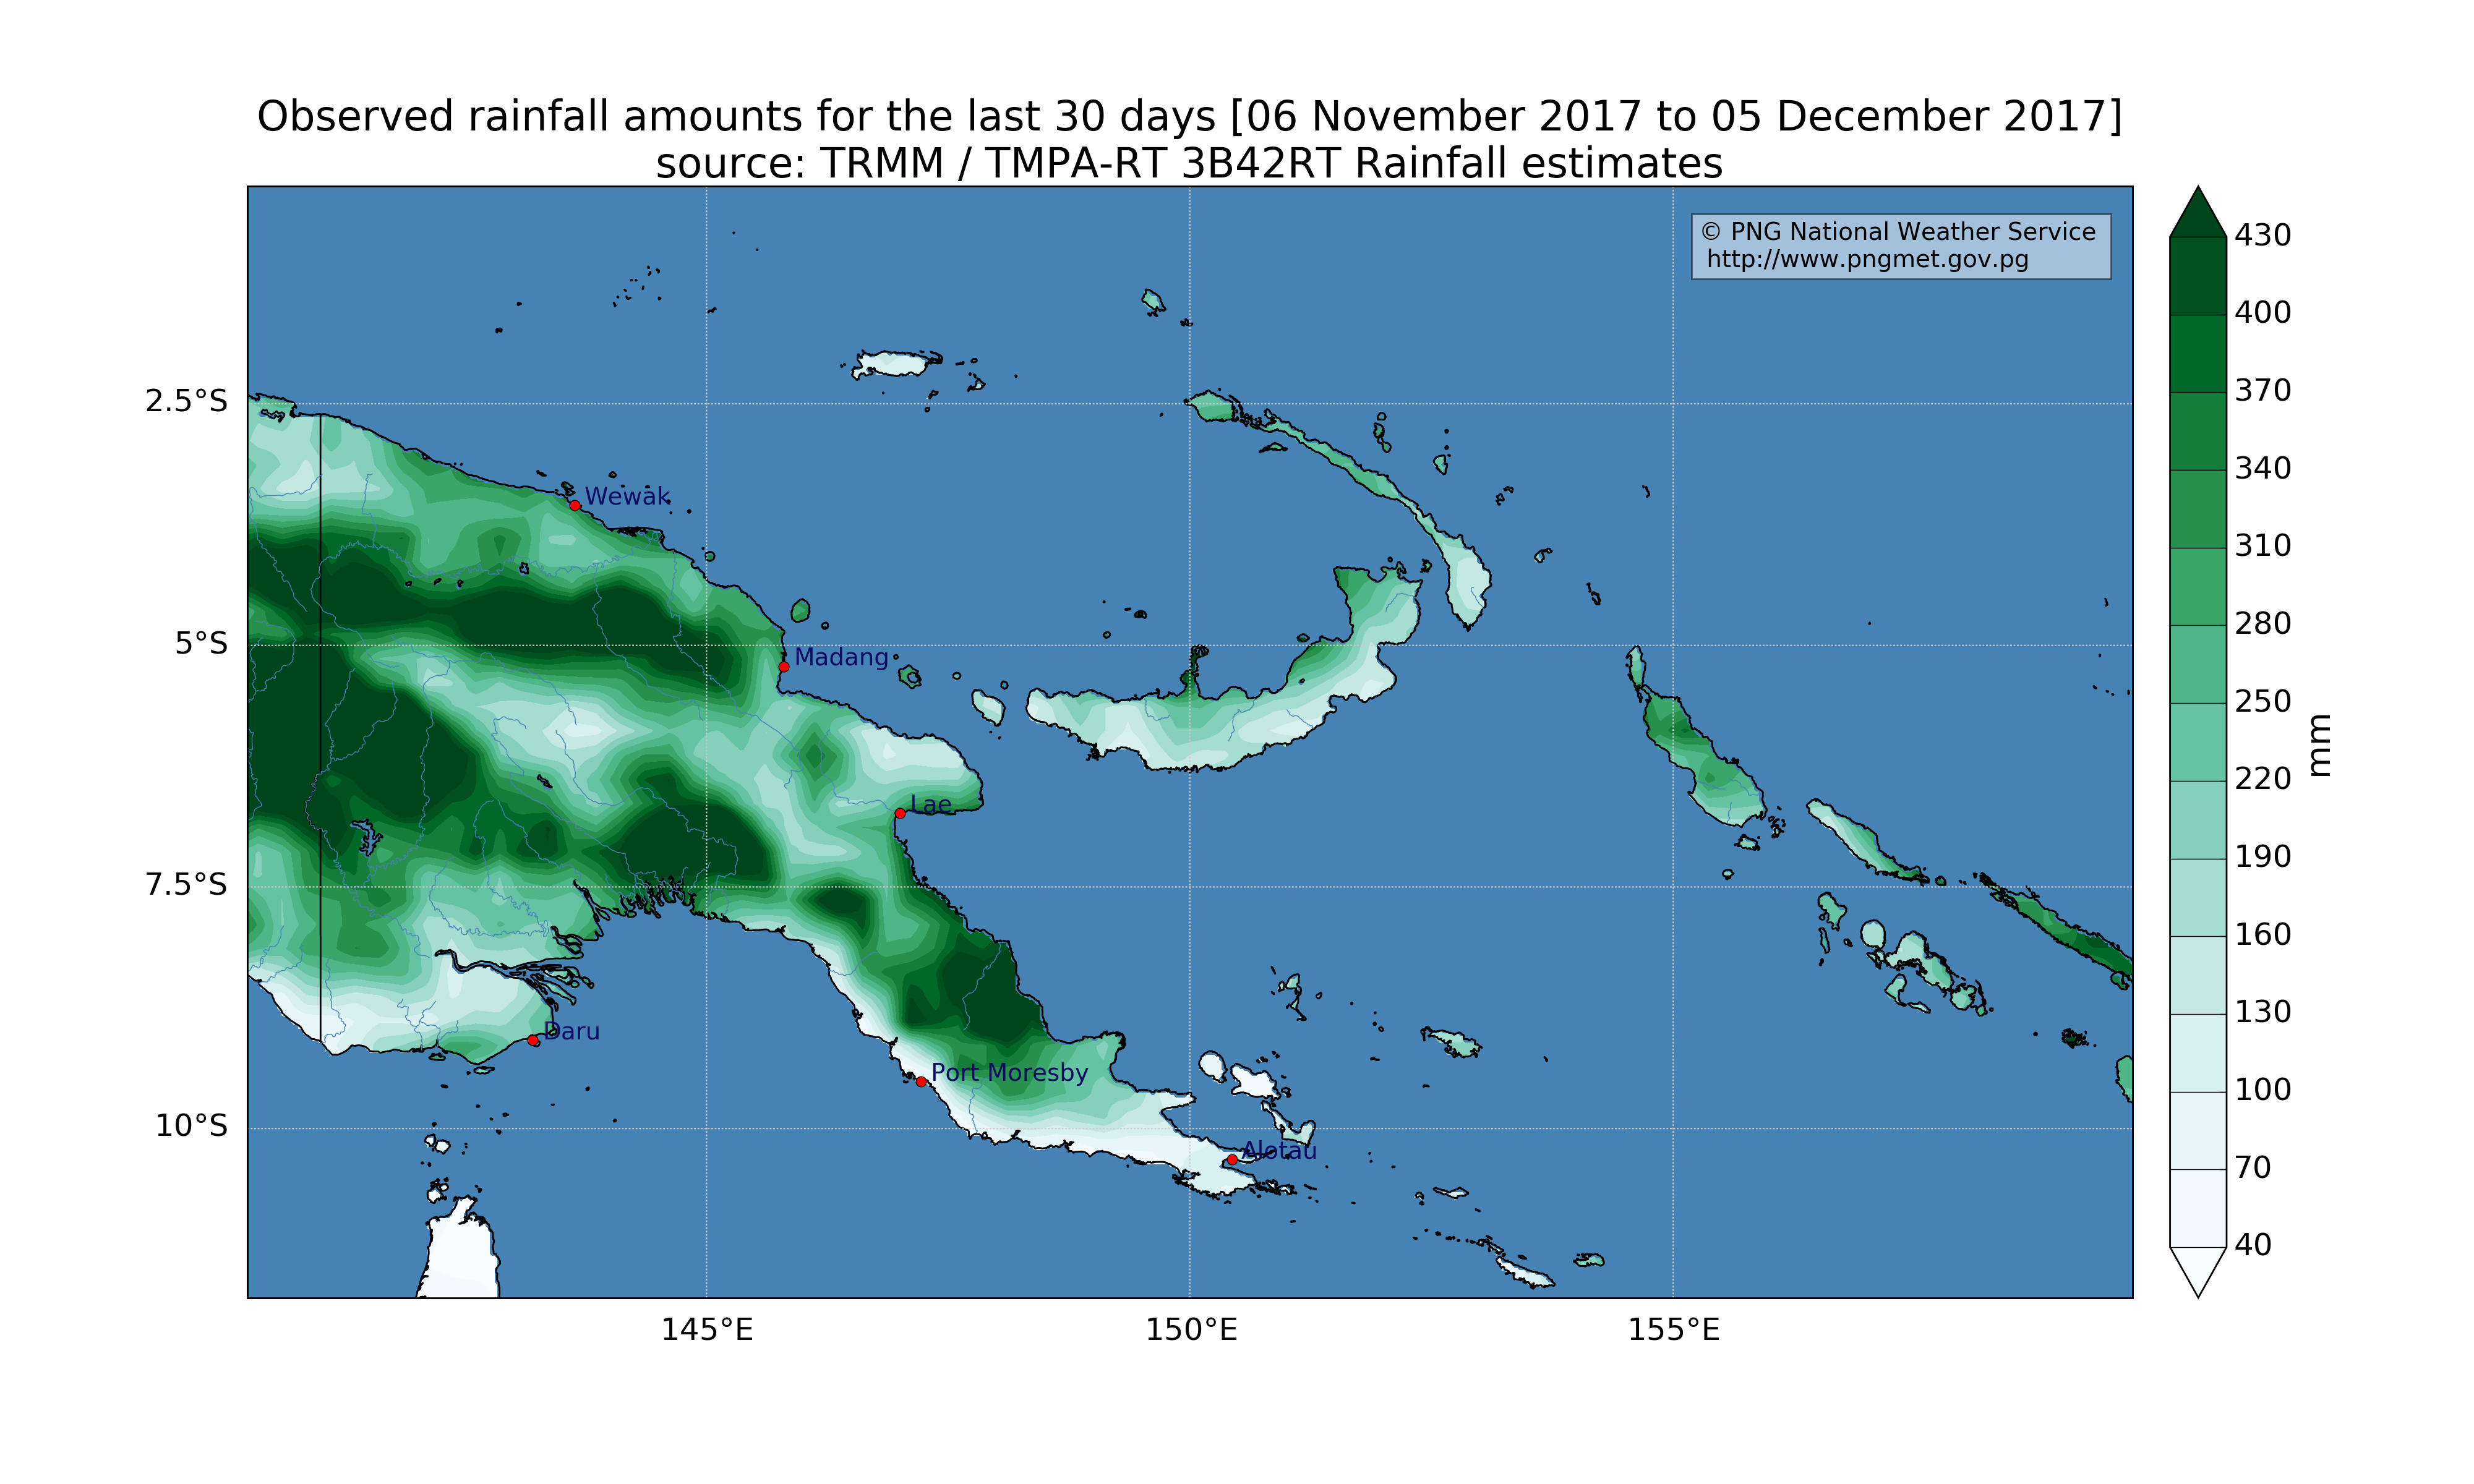 Observed rainfall amounts for the last 30 days [06 November 2017 to 05 December 2017]
source: TRMM / TMPA-RT 3B42RT Rainfall estimates
© PNG National Weather Service
http://www.pngmet.gov.pg
430
400
370
340
310
280
250
220
190
160
130
100
70
40
mm
2.5°S
5°S
7.5°S
10°S
Wewak
Madang
Lae
Daru
Port Moresby
Alotau
145°E
150°E
155°E